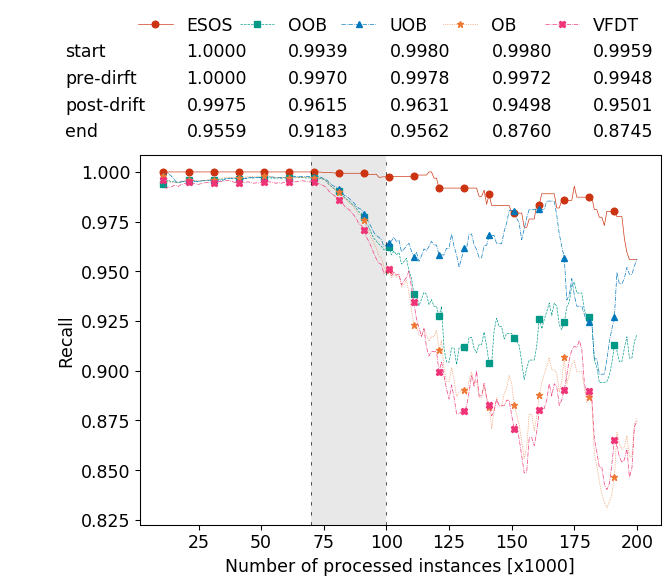 ESOS OOB UOB OB VFDT
start 1.0000 0.9939 0.9980 0.9980 0.9959
pre-dirft 1.0000 0.9970 0.9978 0.9972 0.9948
post-drift 0.9975 0.9615 0.9631 0.9498 0.9501
end 0.9559 0.9183 0.9562 0.8760 0.8745
1.000
0.975
0.950
0.925
0.900
0.875
0.850
0.825
Recall
25 50 75 100 125 150 175 200
Number of processed instances [x1000]